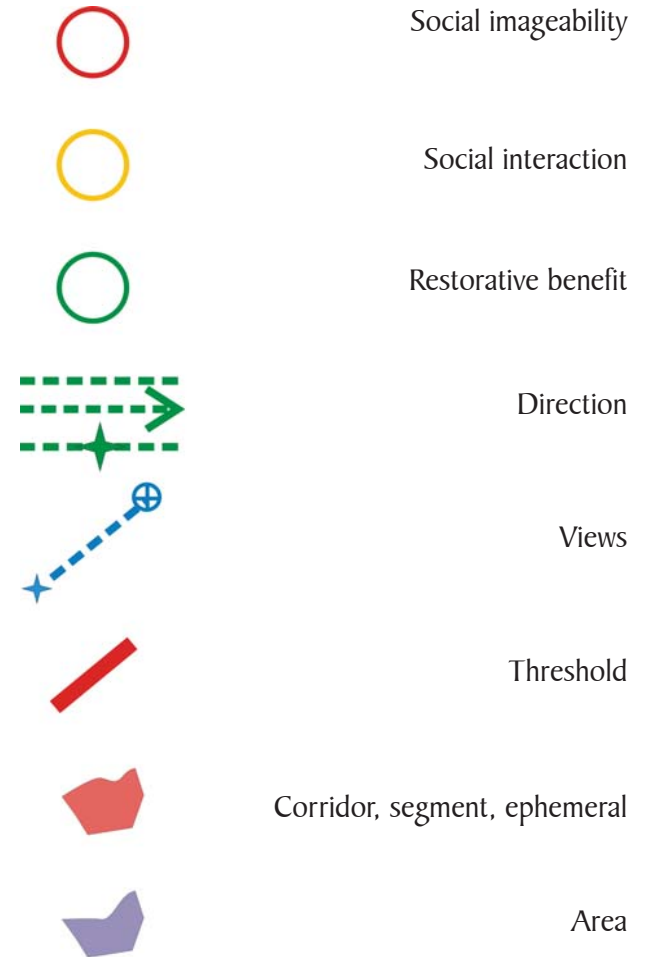 Social imageability
Social interaction
Restorative benefit
Direction
Views
Threshold
Corridor, segment, ephemeral
Area